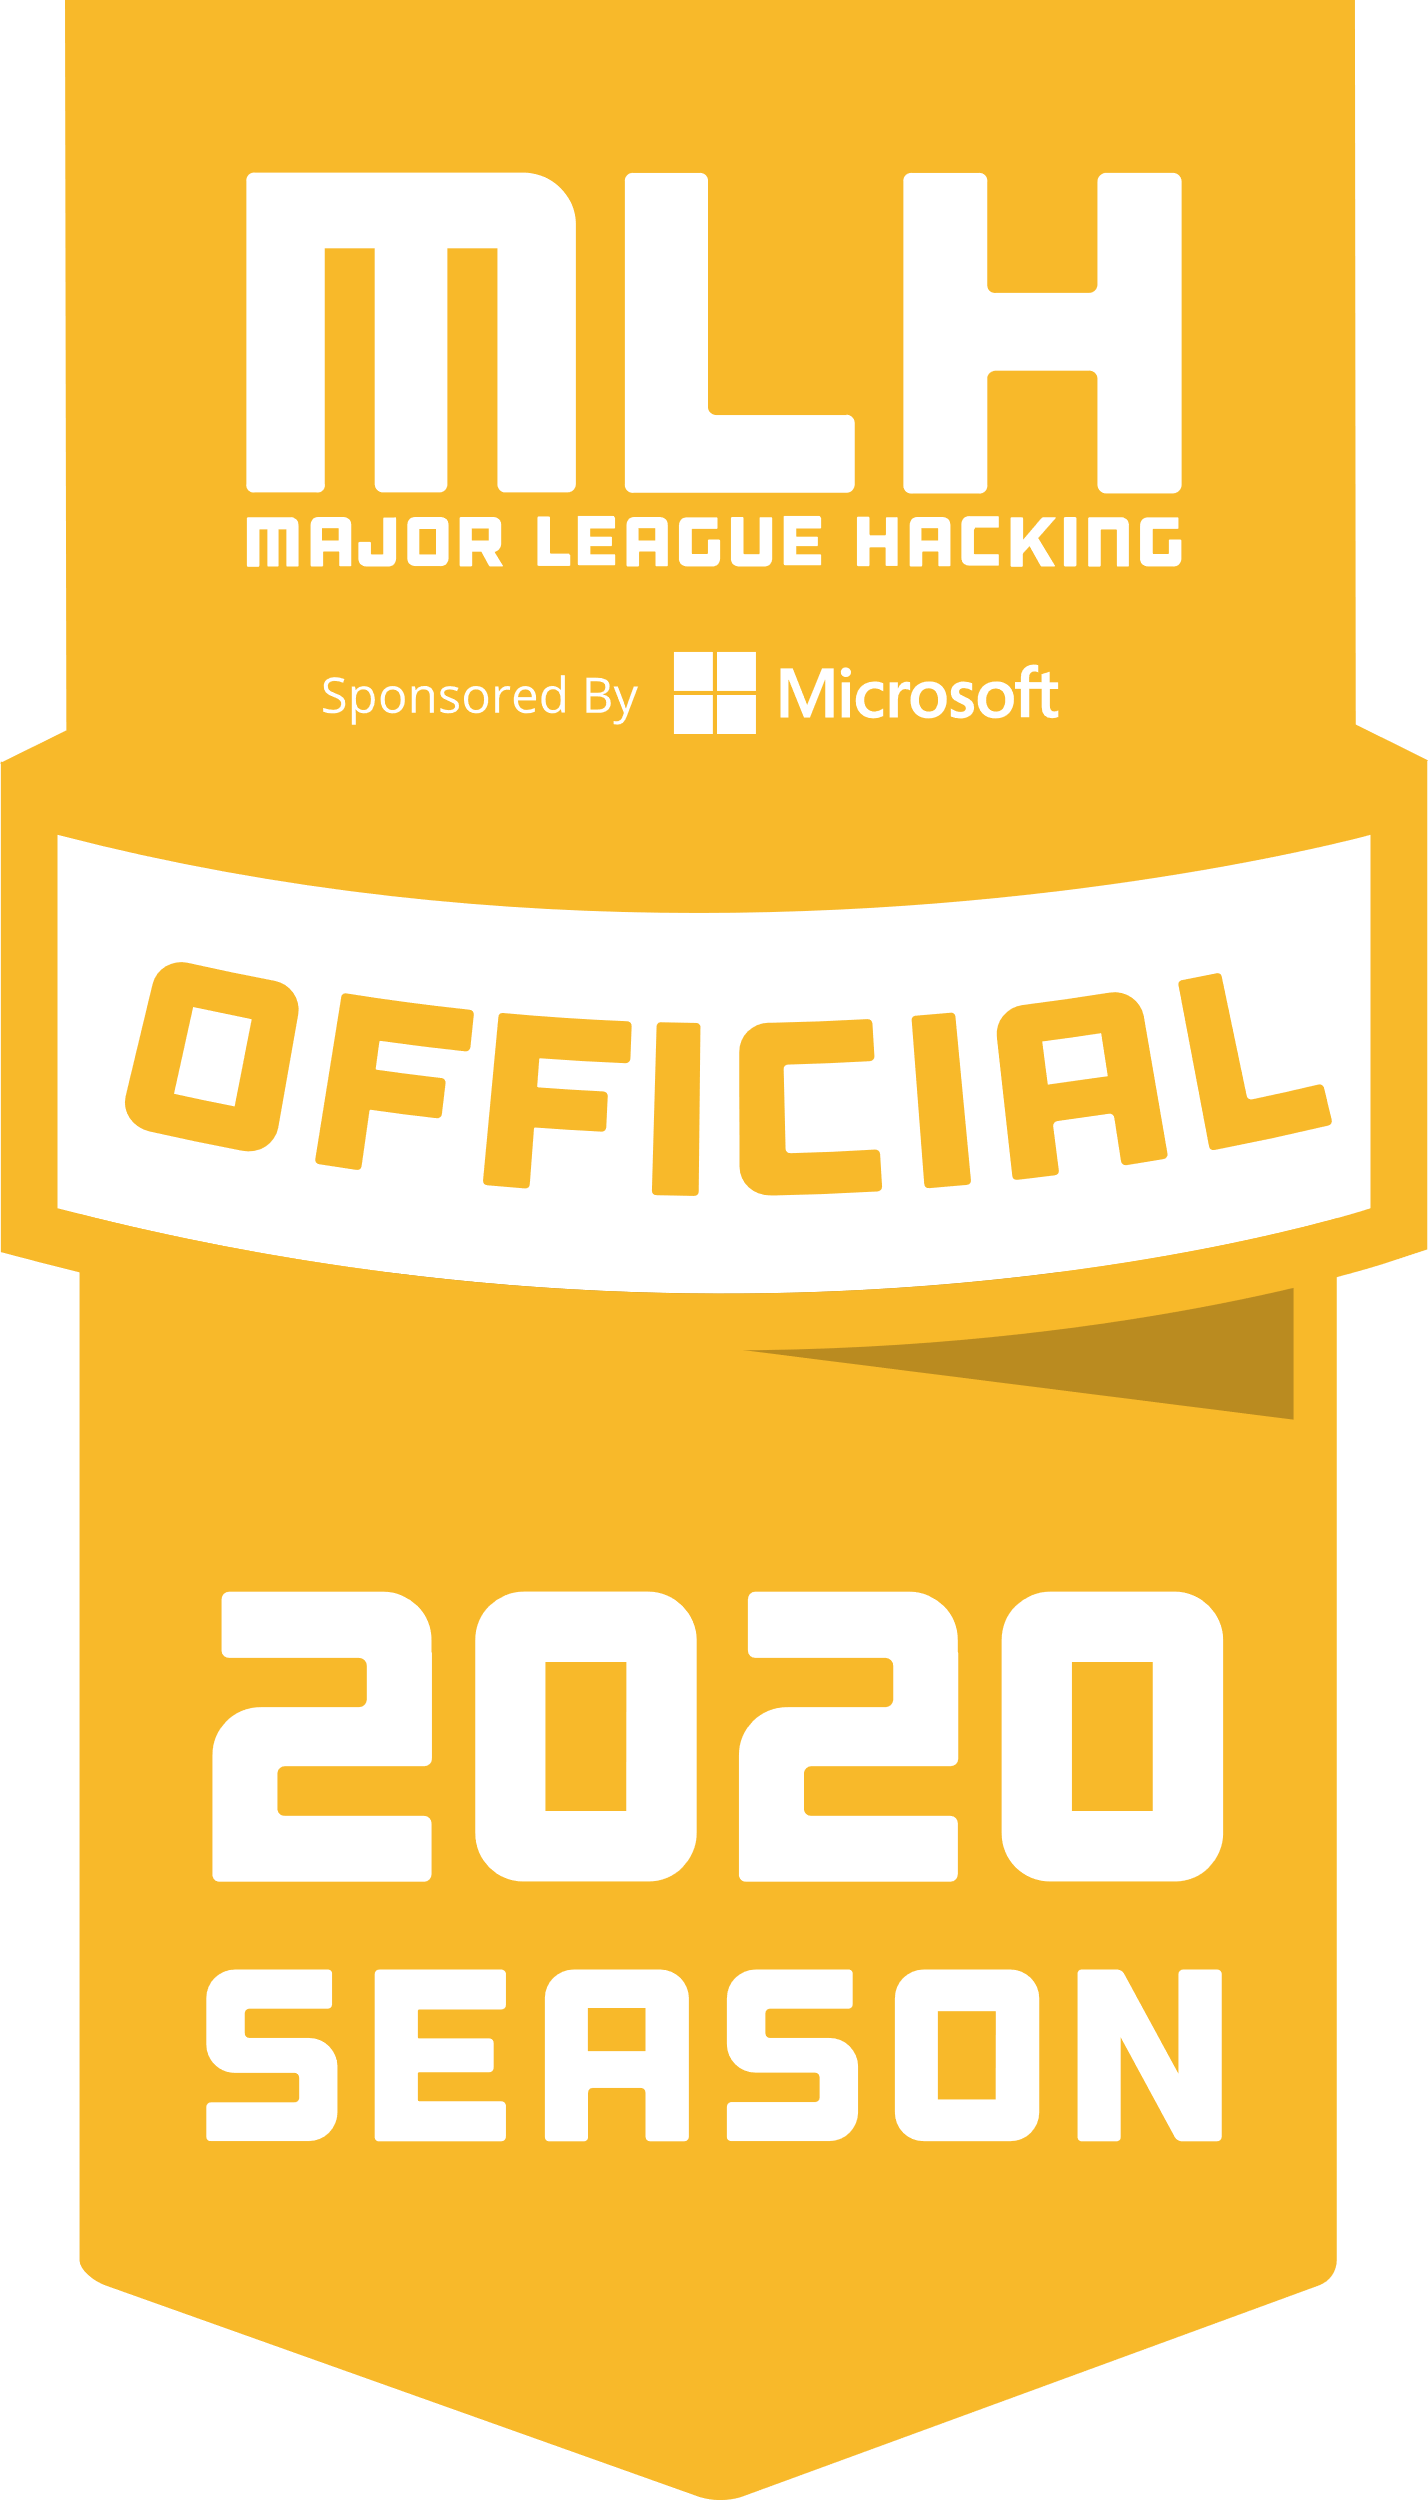 MLH
MAJOR LEAGUE HACKING
Sponsored By Microsoft
OFFICIAL
2020
SEASON